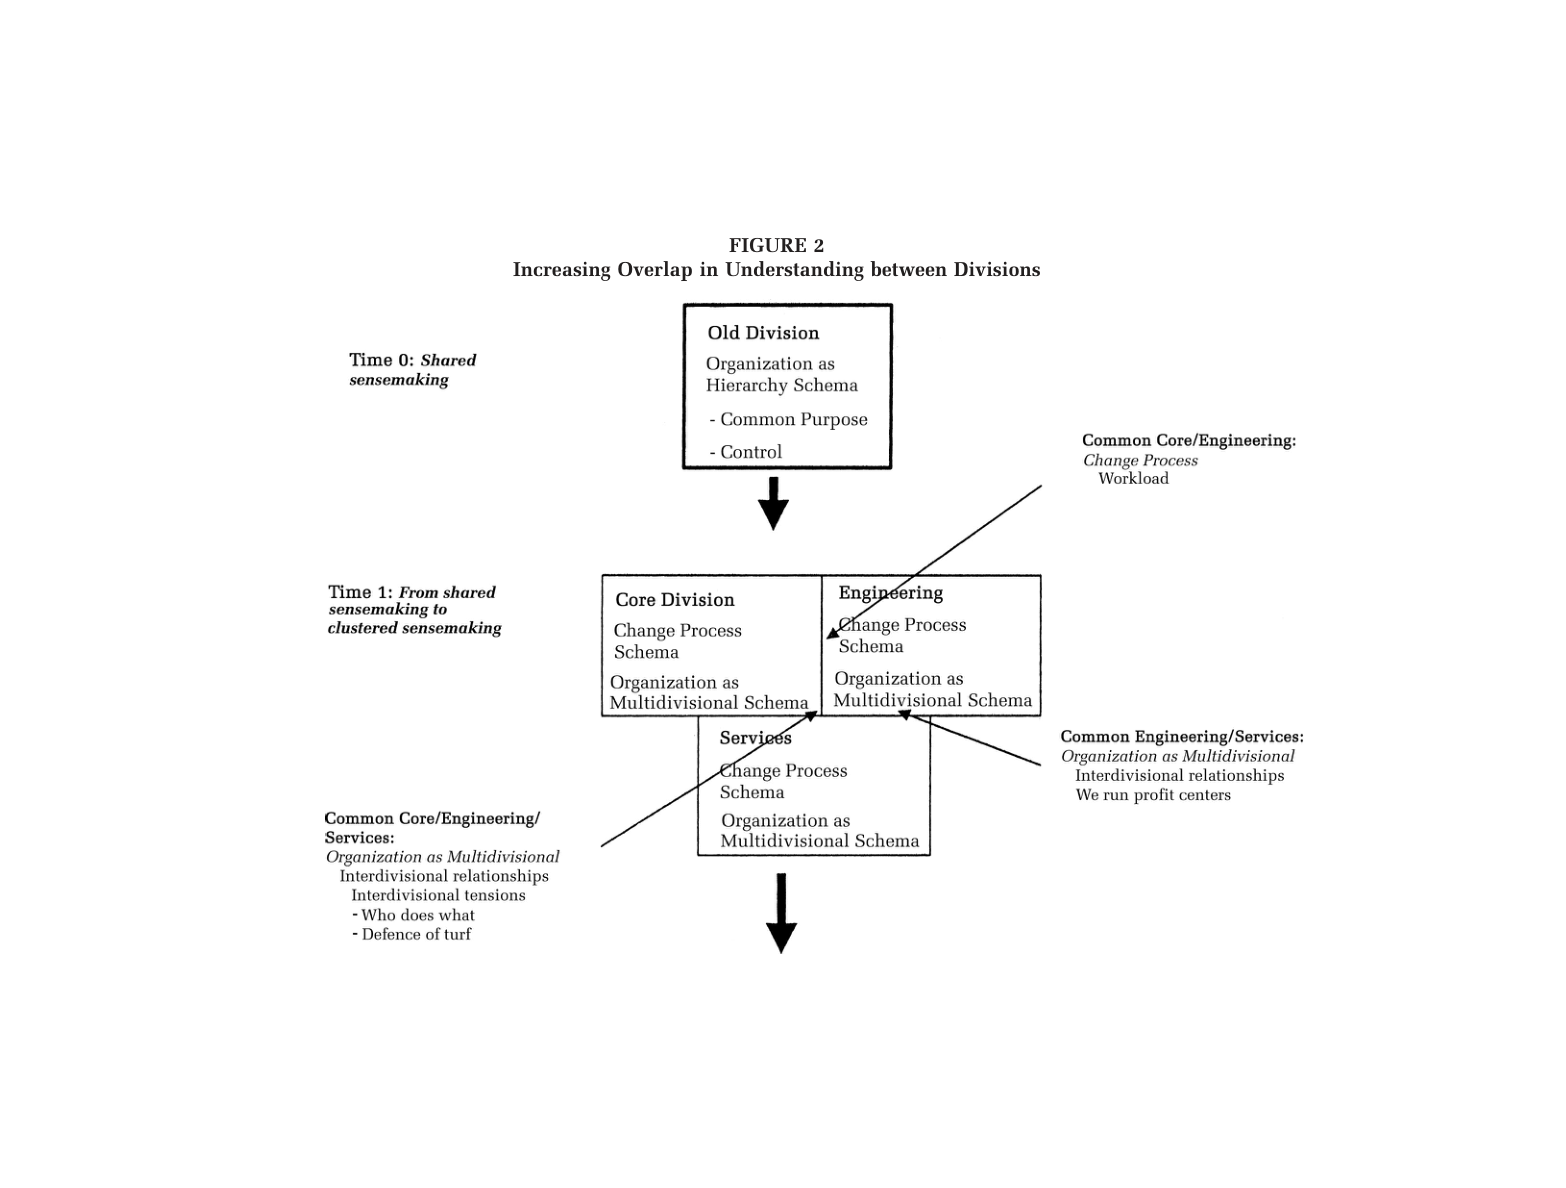 FIGURE 2
Increasing Overlap in Understanding between Divisions
Old Division
Organization as
Hierarchy Schema
- Common Purpose
- Control
Time 0: Shared
sensemaking
Common Core/Engineering:
Change Process
Workload
Time 1: From shared
sensemaking to
clustered sensemaking
Core Division
Change Process
Schema
Organization as
Multidivisional Schema
Engineering
Change Process
Schema
Organization as
Multidivisional Schema
Services
Change Process
Schema
Organization as
Multidivisional Schema
Common Engineering/Services:
Organization as Multidivisional
Interdivisional relationships
We run profit centers
Common Core/Engineering/
Services:
Organization as Multidivisional
Interdivisional relationships
Interdivisional tensions
- Who does what
- Defence of turf